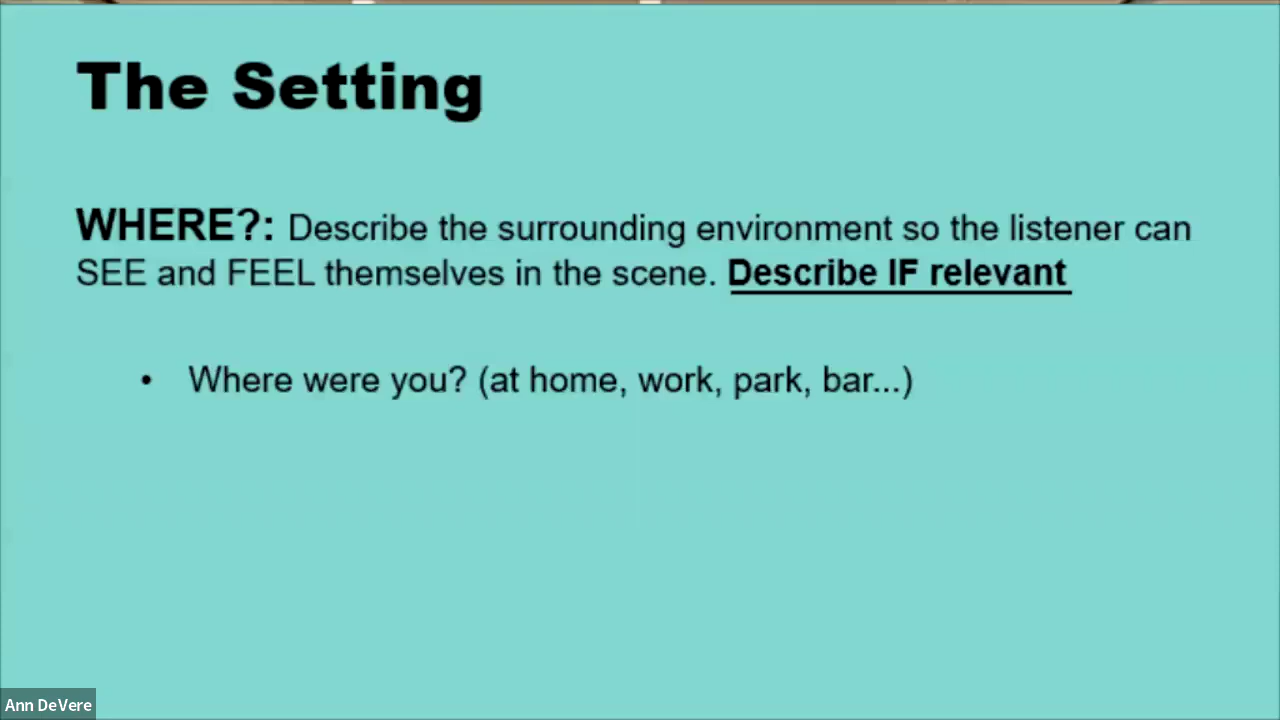 The Setting
WHERE?: Describe the surrounding environment so the listener can
SEE and FEEL themselves in the scene. Describe IF relevant
• Where were you? (at home, work, park, bar...)
Ann DeVere